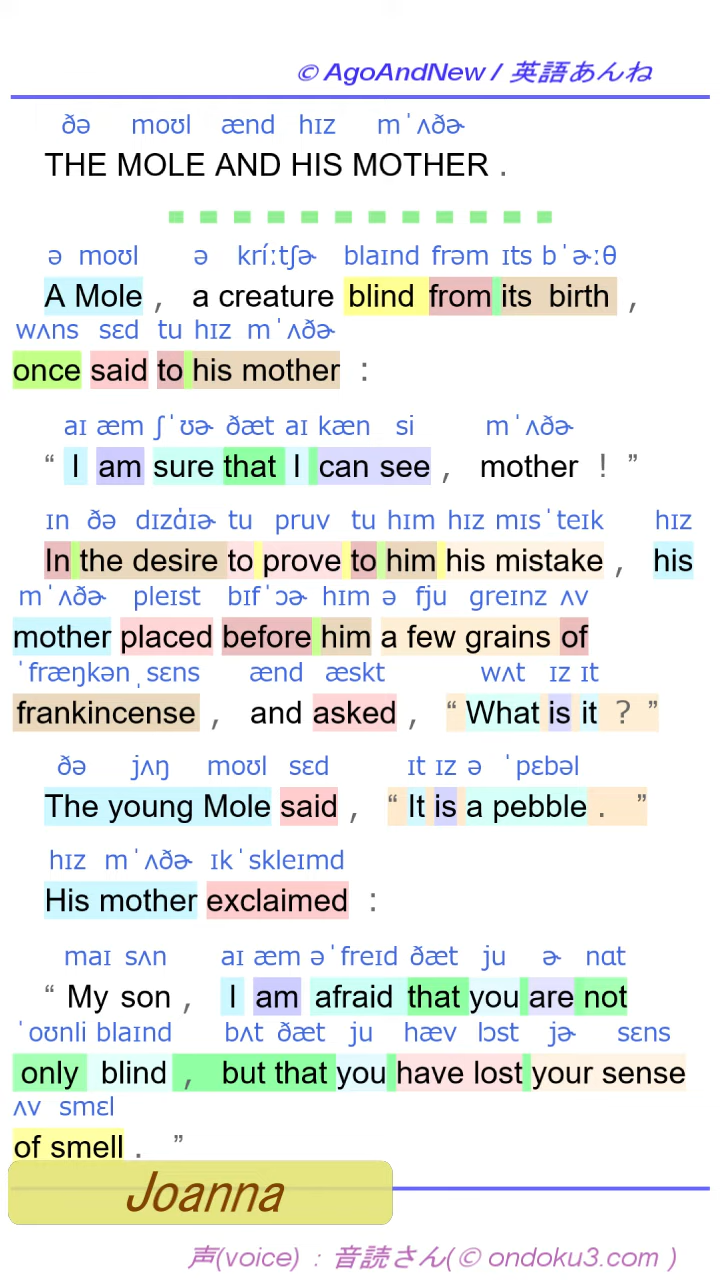 © AgoAndNew / 英語あんね
ðə moʊl ænd hɪz mˈʌðɚ
THE MOLE AND HIS MOTHER .
ə moʊl ə kríːtʃɚ blaɪnd frəm ɪts bˈɚːθ
A Mole , a creature blind from its birth ,
wʌns sɛd tu hɪz mˈʌðɚ
once said to his mother :
aɪ æm ʃˈʊɚ ðæt aɪ kæn si mˈʌðɚ
“ I am sure that I can see , mother ! ”
ɪn ðə dɪzɑ́ɪɚ tu pruv tu hɪm hɪz mɪsˈteɪk hɪz
In the desire to prove to him his mistake , his
mˈʌðɚ pleɪst bɪfˈɔɚ hɪm ə fju greɪnz ʌv
mother placed before him a few grains of
ˈfræŋkənˌsɛns ænd æskt wʌt ɪz ɪt
frankincense , and asked , “ What is it ? ”
ðə jʌŋ moʊl sɛd ɪt ɪz ə ˈpɛbəl
The young Mole said , “ It is a pebble . ”
hɪz mˈʌðɚ ɪkˈskleɪmd
His mother exclaimed :
maɪ sʌn aɪ æm əˈfreɪd ðæt ju ɚ nɑt
“ My son , I am afraid that you are not
ˈoʊnli blaɪnd bʌt ðæt ju hæv lɔst jɚ sɛns
only blind , but that you have lost your sense
ʌv smɛl
of smell . ”
Joanna
声(voice) : 音読さん(© ondoku3.com )